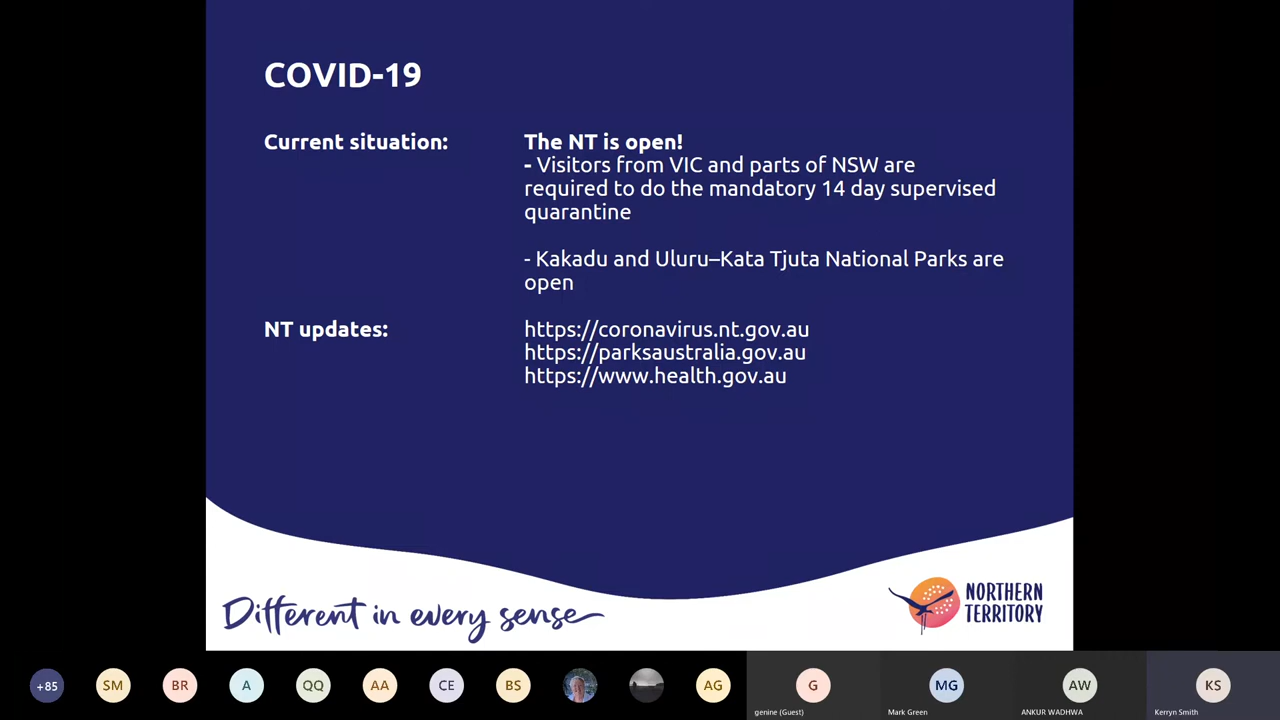 COVID-19
Current situation:
The NT is open!
- Visitors from VIC and parts of NSW are
required to do the mandatory 14 day supervised
quarantine
- Kakadu and Uluru–Kata Tjuta National Parks are
open
NT updates:
https://coronavirus.nt.gov.au
https://parksaustralia.gov.au
https://www.health.gov.au
Different in every sense
NORTHERN
TERRITORY
+85
SM
BR
A
QQ
AA
CE
BS
AG
G
genine (Guest)
MG
Mark Green
AW
ANKUR WADHWA
KS
Kerryn Smith